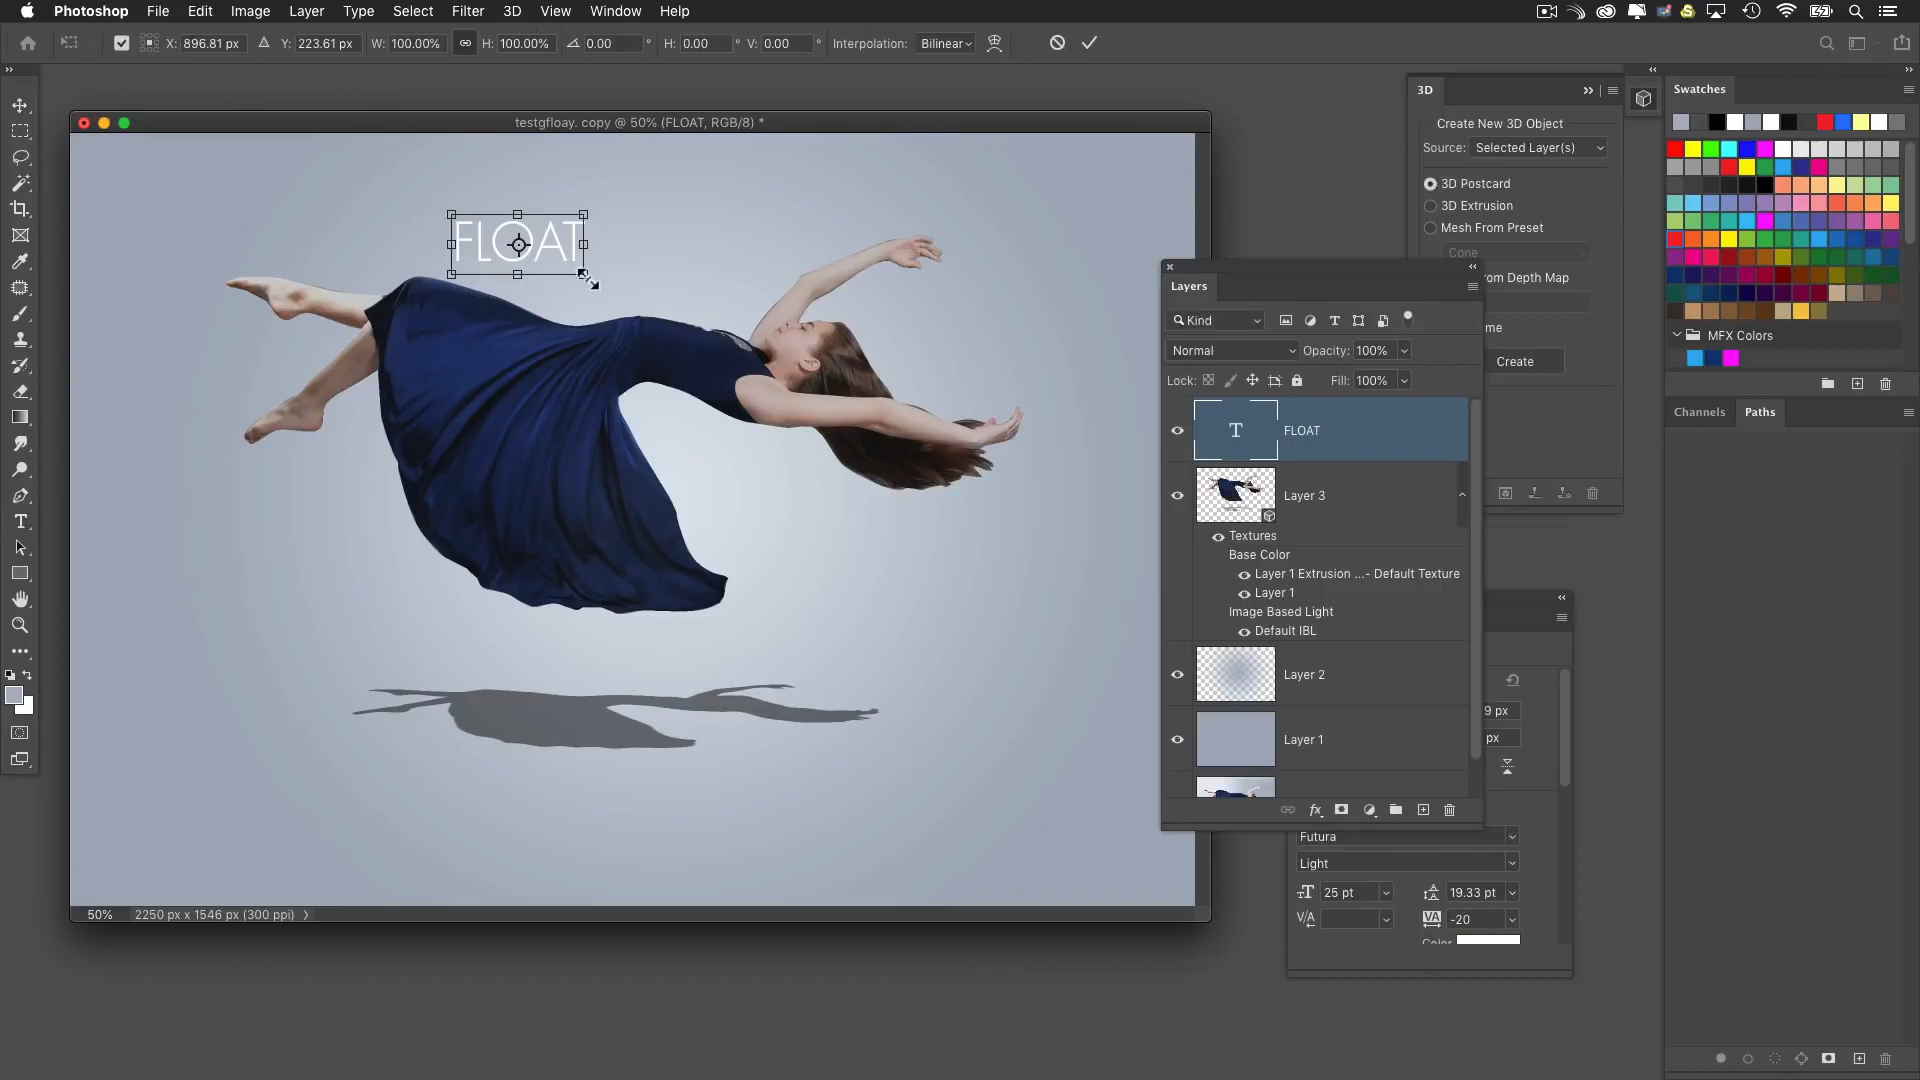 Photoshop File Edit Image Layer Type Select Filter 3D View Window Help
X: 896.81 px Y: 223.61 px W: 100.00% H: 100.00% 0.00 ° H: 0.00 ° V: 0.00 ° Interpolation: Bilinear
testgfloay. copy @ 50% (FLOAT, RGB/8) *
FLOAT
50% 2250 px x 1546 px (300 ppi)
3D
Create New 3D Object
Source: Selected Layer(s)
3D Postcard
3D Extrusion
Mesh From Preset
Cone
om Depth Map
me
Create
Layers
Kind
Normal Opacity: 100%
Lock: Fill: 100%
T FLOAT
Layer 3
Textures
Base Color
Layer 1 Extrusion ...- Default Texture
Layer 1
Image Based Light
Default IBL
Layer 2
Layer 1
fx
9 px
px
Futura
Light
25 pt 19.33 pt
-20
Color
Swatches
MFX Colors
Channels Paths